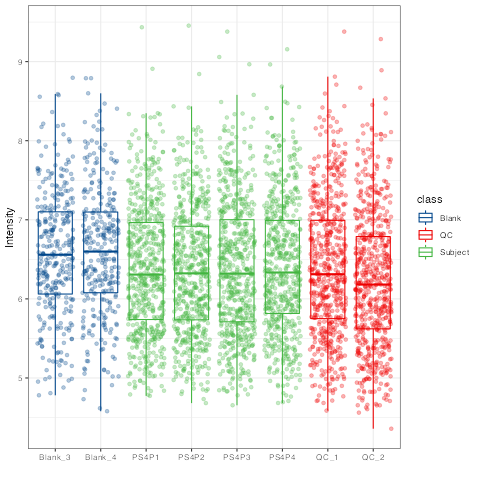 Intensity
9
8
7
6
5
Blank_3 Blank_4 PS4P1 PS4P2 PS4P3 PS4P4 QC_1 QC_2
class
Blank
QC
Subject